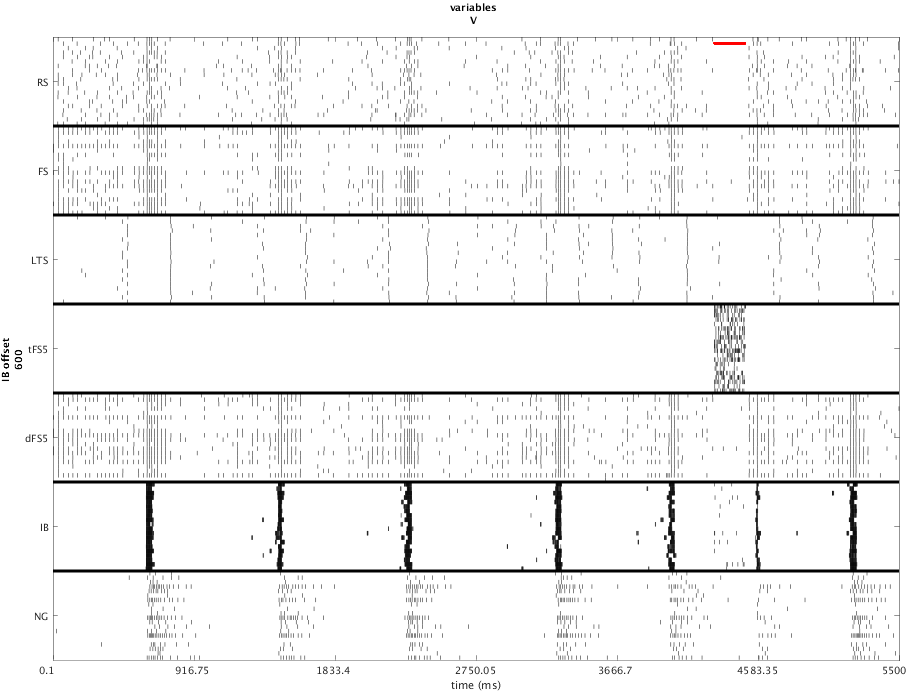 variables
V
RS
FS
LTS
tFS5
dFS5
IB
NG
IB offset
600
0.1
916.75
1833.4
2750.05
3666.7
4583.35
5500
time (ms)